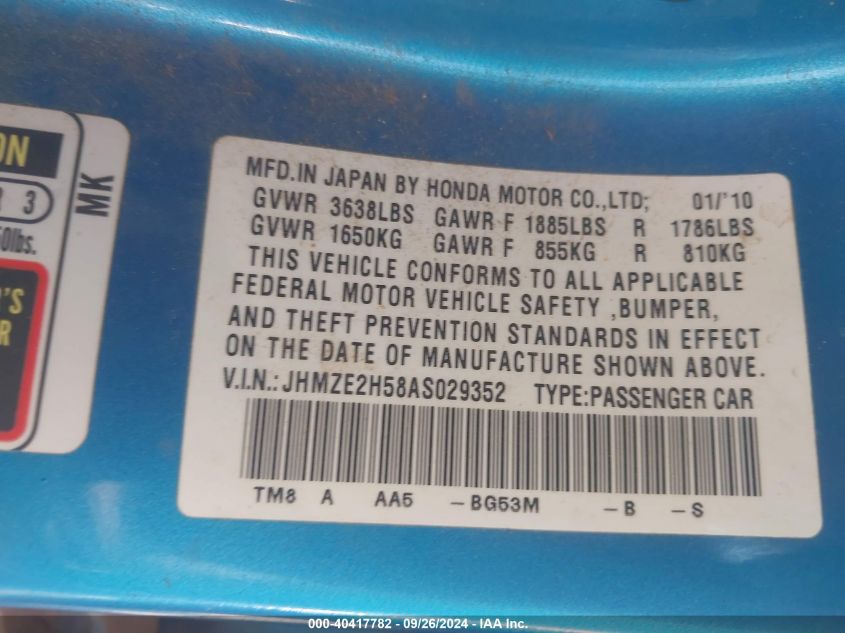 ON
3
50lbs.
'S
R
MK
MFD.IN JAPAN BY HONDA MOTOR CO.,LTD; 01/'10
GVWR 3638LBS GAWR F 1885LBS R 1786LBS
GVWR 1650KG GAWR F 855KG R 810KG
THIS VEHICLE CONFORMS TO ALL APPLICABLE
FEDERAL MOTOR VEHICLE SAFETY ,BUMPER,
AND THEFT PREVENTION STANDARDS IN EFFECT
ON THE DATE OF MANUFACTURE SHOWN ABOVE.
V.I.N.: JHMZE2H58AS029352 TYPE:PASSENGER CAR
TM8 A AA5 -BG53M -B -S
000-40417782 - 09/26/2024 - IAA Inc.